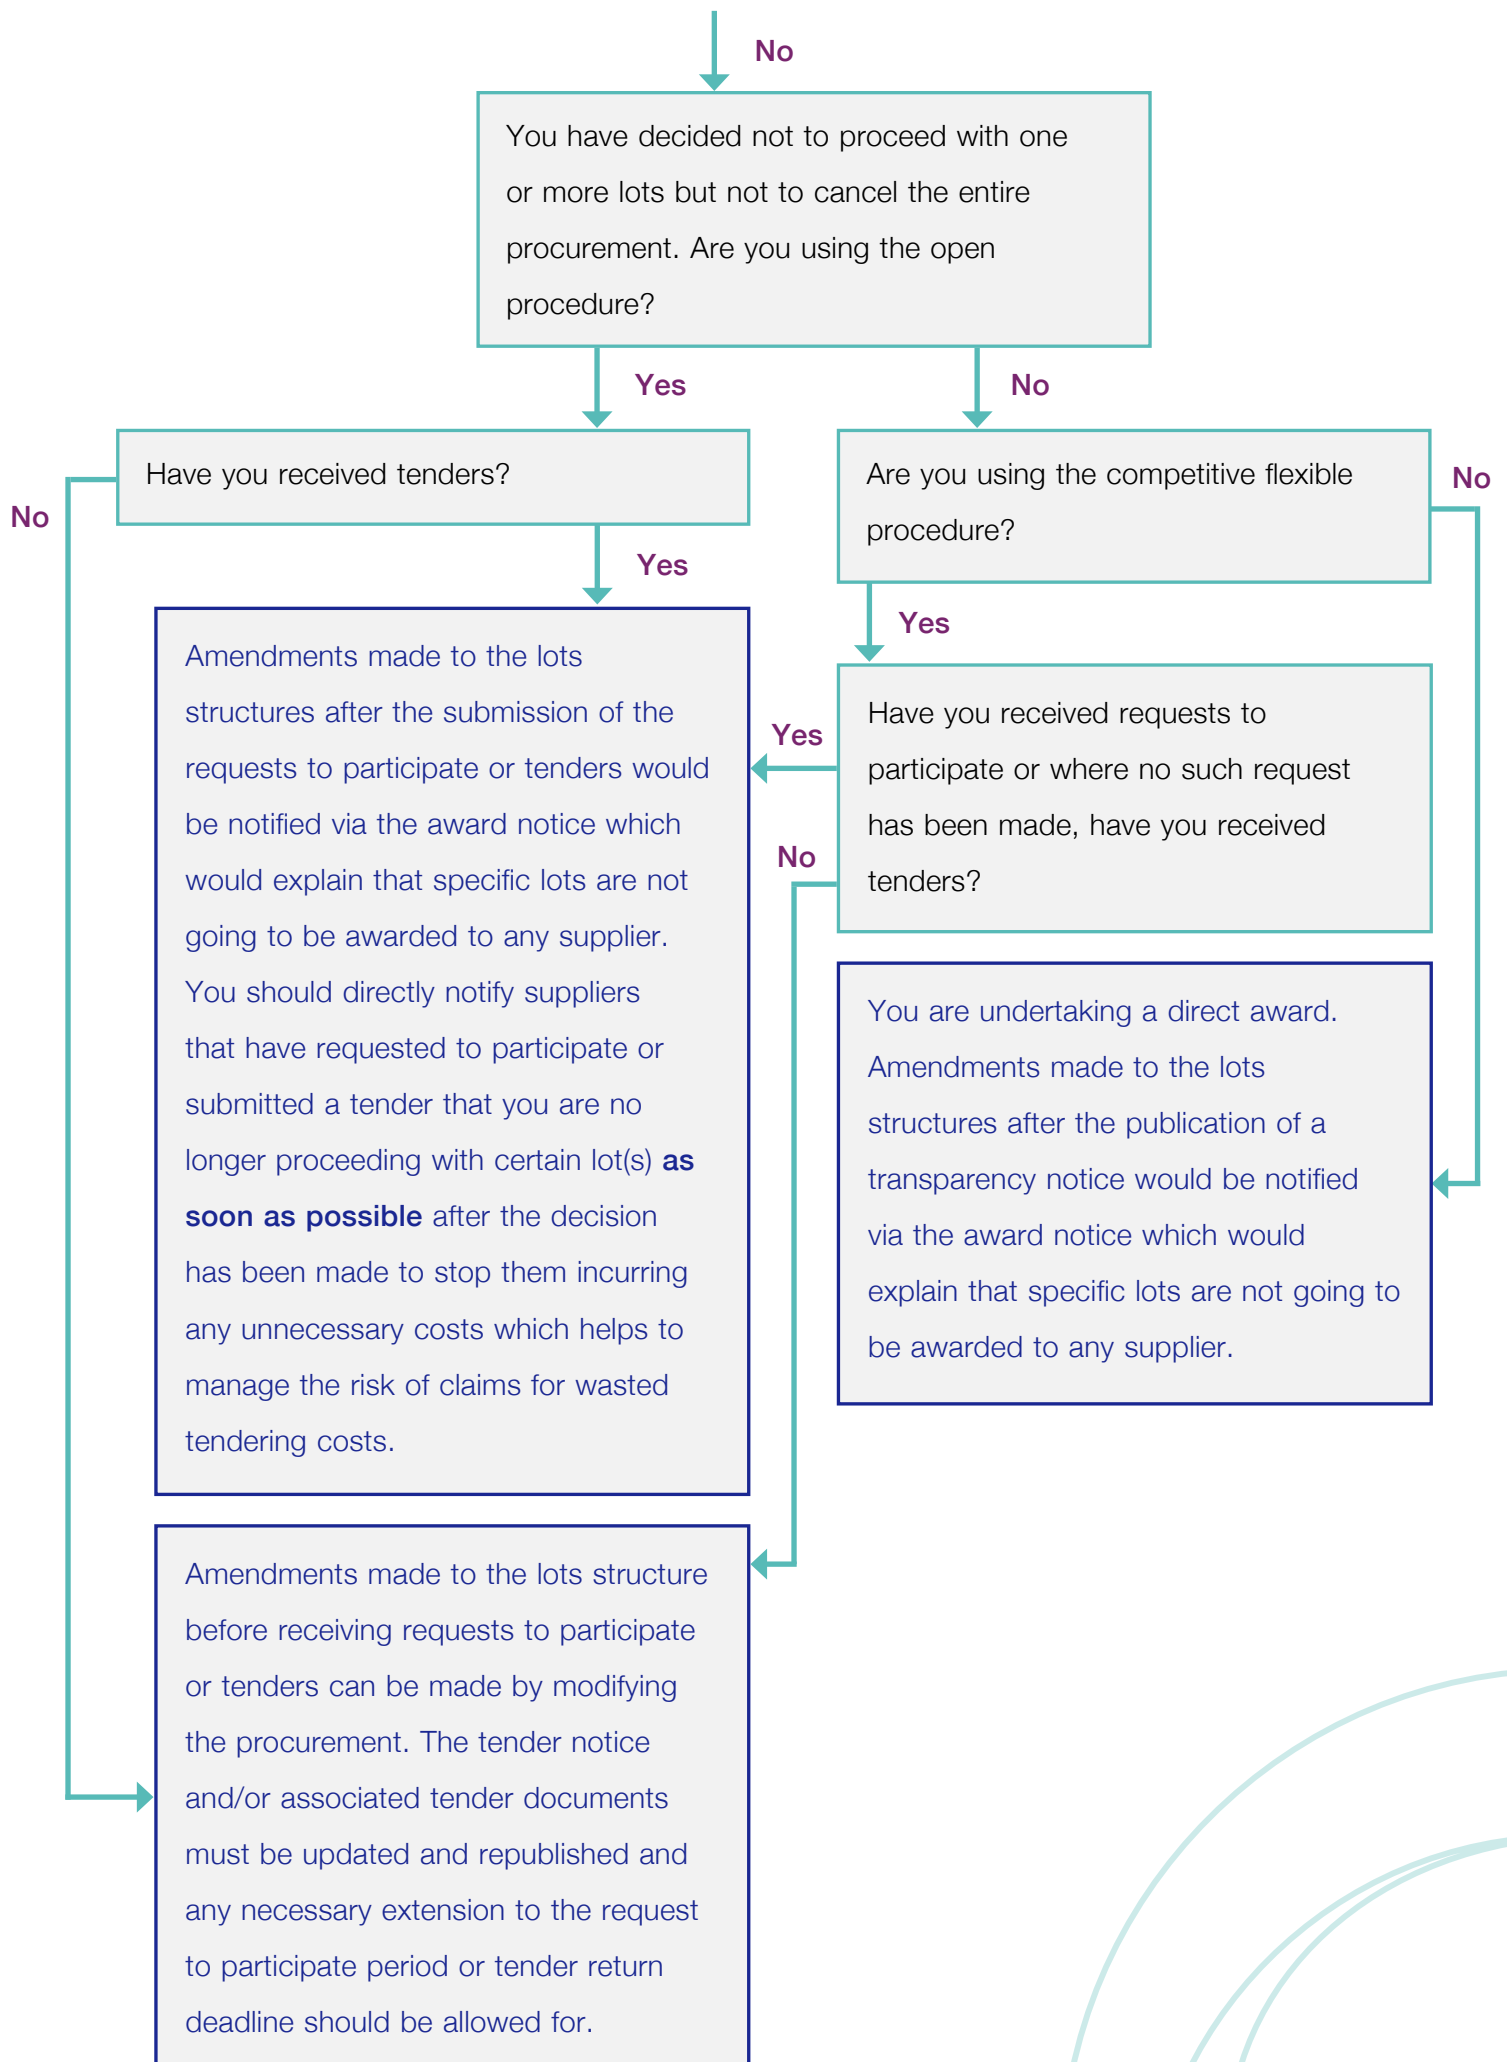 No
You have decided not to proceed with one
or more lots but not to cancel the entire
procurement. Are you using the open
procedure?
Yes
No
Have you received tenders?
No
Yes
Are you using the competitive flexible
procedure?
No
Yes
Amendments made to the lots
structures after the submission of the
requests to participate or tenders would
be notified via the award notice which
would explain that specific lots are not
going to be awarded to any supplier.
You should directly notify suppliers
that have requested to participate or
submitted a tender that you are no
longer proceeding with certain lot(s) as
soon as possible after the decision
has been made to stop them incurring
any unnecessary costs which helps to
manage the risk of claims for wasted
tendering costs.
Yes
No
Have you received requests to
participate or where no such request
has been made, have you received
tenders?
You are undertaking a direct award.
Amendments made to the lots
structures after the publication of a
transparency notice would be notified
via the award notice which would
explain that specific lots are not going to
be awarded to any supplier.
Amendments made to the lots structure
before receiving requests to participate
or tenders can be made by modifying
the procurement. The tender notice
and/or associated tender documents
must be updated and republished and
any necessary extension to the request
to participate period or tender return
deadline should be allowed for.